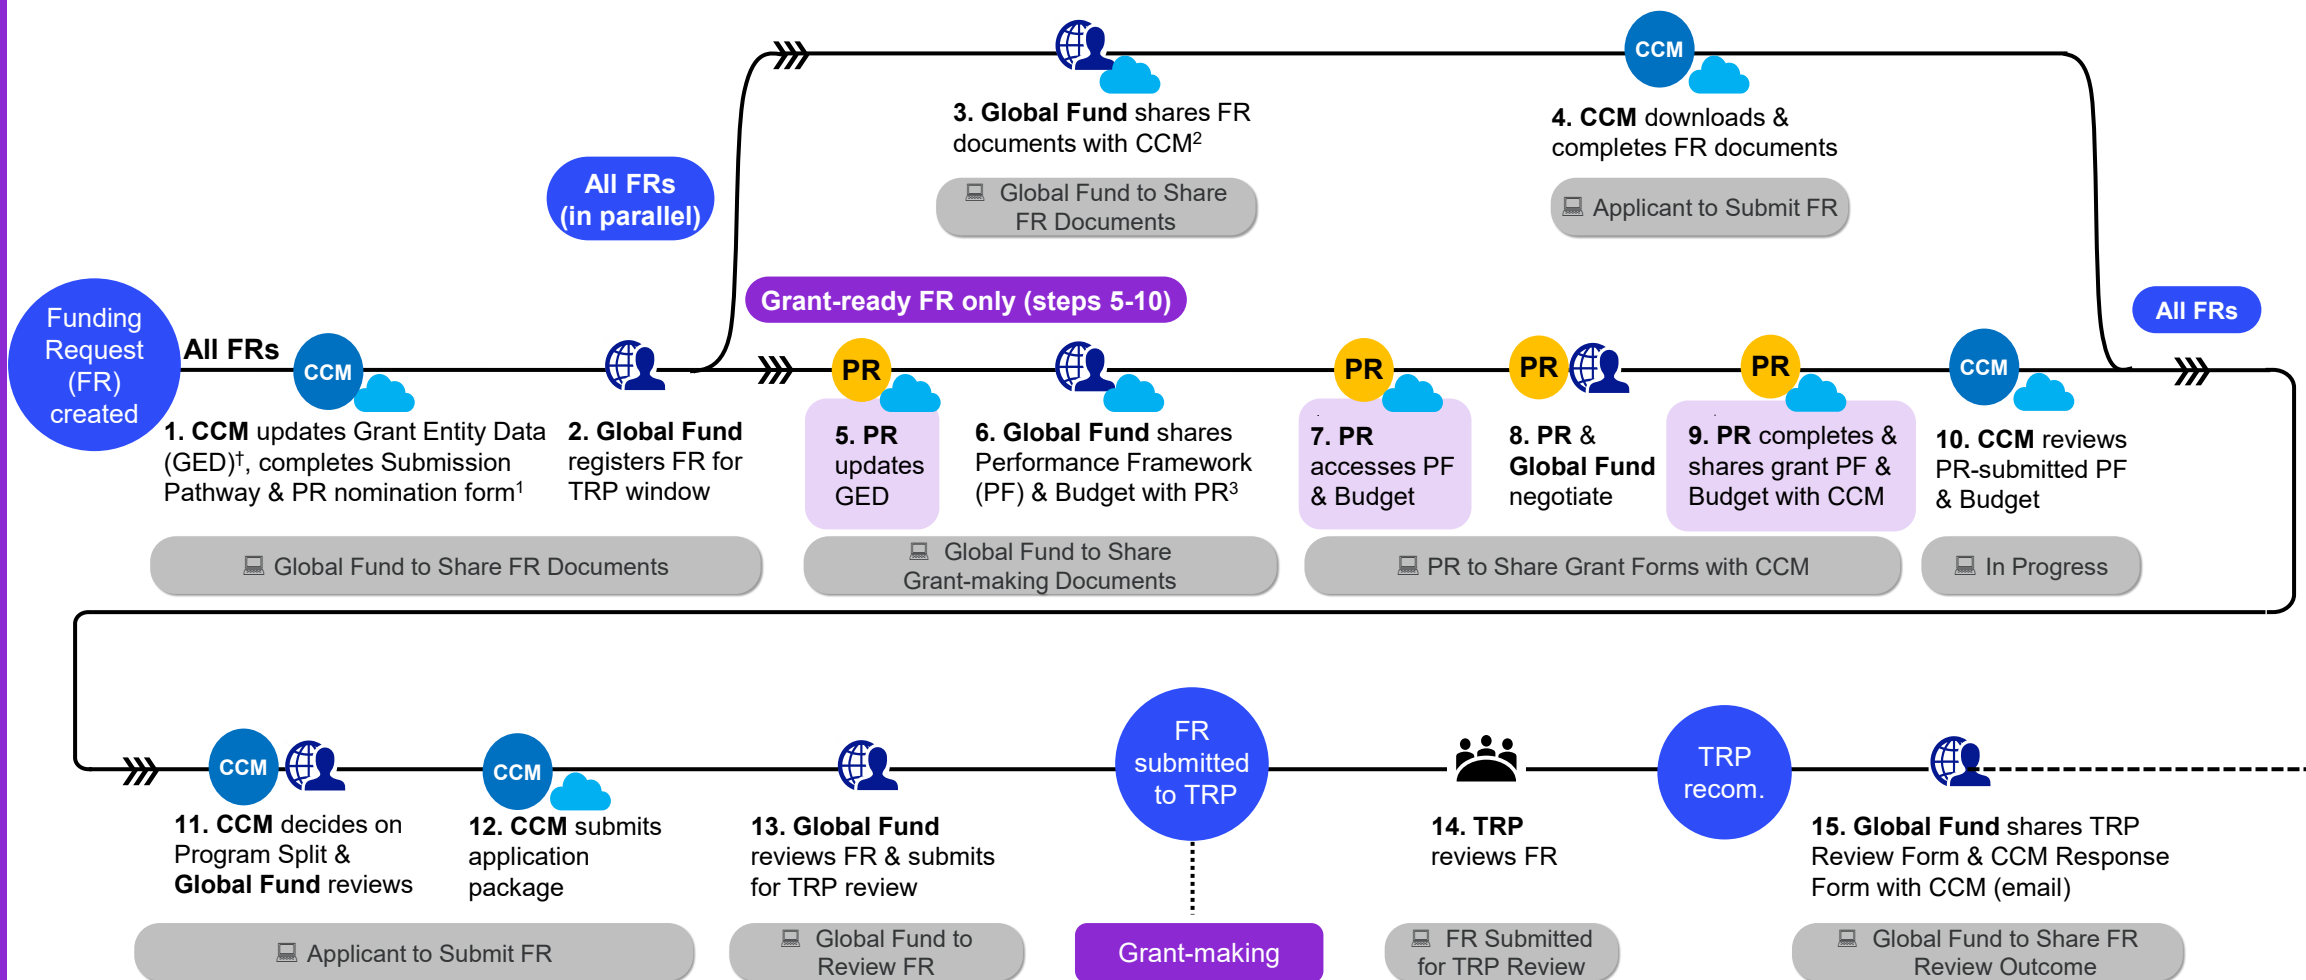 CCM
3. Global Fund shares FR
documents with CCM2
4. CCM downloads &
completes FR documents
All FRs
(in parallel)
Global Fund to Share
FR Documents
Applicant to Submit FR
Grant-ready FR only (steps 5-10)
All FRs
Funding
Request
(FR)
created
All FRs
CCM
PR
PR
PR
PR
CCM
1. CCM updates Grant Entity Data
(GED)†, completes Submission
Pathway & PR nomination form1
2. Global Fund
registers FR for
TRP window
5. PR
updates
GED
6. Global Fund shares
Performance Framework
(PF) & Budget with PR3
7. PR
accesses PF
& Budget
8. PR &
Global Fund
negotiate
9. PR completes &
shares grant PF &
Budget with CCM
10. CCM reviews
PR-submitted PF
& Budget
Global Fund to Share FR Documents
Global Fund to Share
Grant-making Documents
PR to Share Grant Forms with CCM
In Progress
CCM
CCM
FR
submitted
to TRP
TRP
recom.
11. CCM decides on
Program Split &
Global Fund reviews
12. CCM submits
application
package
13. Global Fund
reviews FR & submits
for TRP review
14. TRP
reviews FR
15. Global Fund shares TRP
Review Form & CCM Response
Form with CCM (email)
Applicant to Submit FR
Global Fund to
Review FR
Grant-making
FR Submitted
for TRP Review
Global Fund to Share FR
Review Outcome